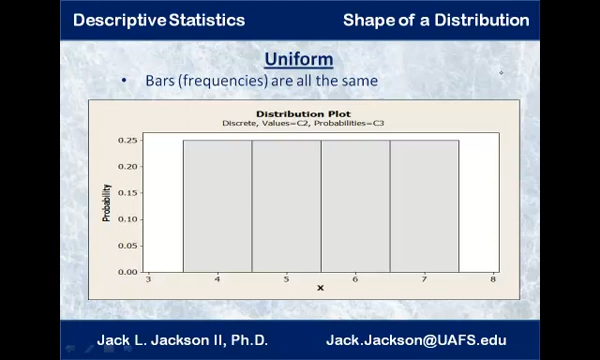 Descriptive Statistics Shape of a Distribution
Uniform
• Bars (frequencies) are all the same
Distribution Plot
Discrete, Values=C2, Probabilities=C3
0.25
0.20
0.15
0.10
0.05
0.00
Probability
3 4 5 6 7 8
x
Jack L. Jackson II, Ph.D. Jack.Jackson@UAFS.edu